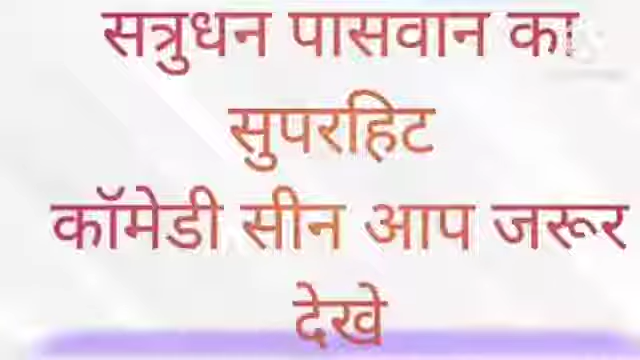 सत्रुधन पासवान का
सुपरहिट
कॉमेडी सीन आप जरूर
देखे